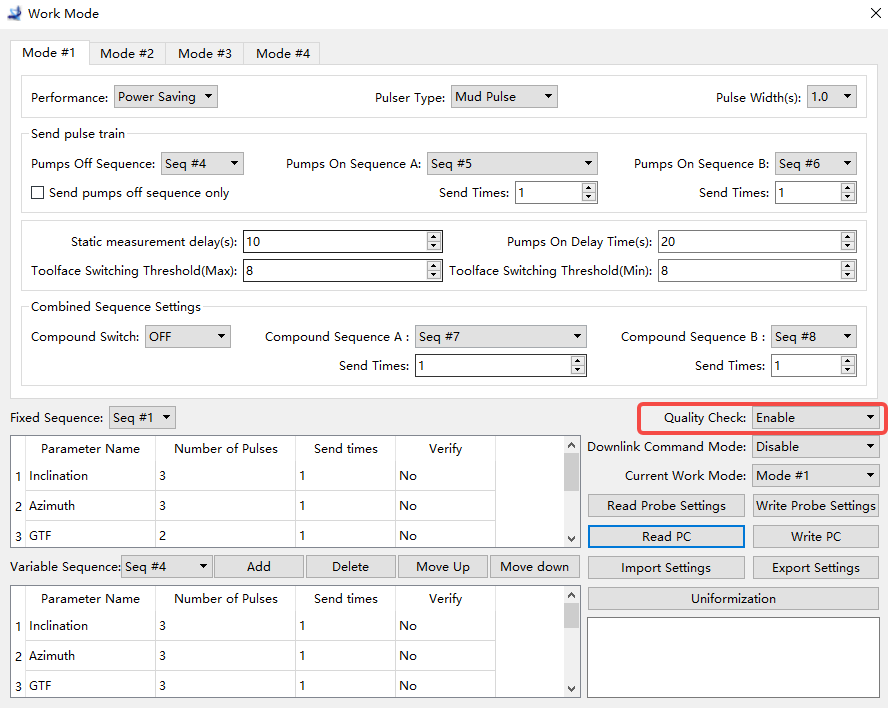 Work Mode
Mode #1 Mode #2 Mode #3 Mode #4
Performance: Power Saving Pulser Type: Mud Pulse Pulse Width(s): 1.0
Send pulse train
Pumps Off Sequence: Seq #4 Pumps On Sequence A: Seq #5 Pumps On Sequence B: Seq #6
Send pumps off sequence only Send Times: 1 Send Times: 1
Static measurement delay(s): 10 Pumps On Delay Time(s): 20
Toolface Switching Threshold(Max): 8 Toolface Switching Threshold(Min): 8
Combined Sequence Settings
Compound Switch: OFF Compound Sequence A : Seq #7 Compound Sequence B : Seq #8
Send Times: 1 Send Times: 1
Fixed Sequence: Seq #1
Parameter Name Number of Pulses Send times Verify
1 Inclination 3 1 No
2 Azimuth 3 1 No
3 GTF 2 1 No
Variable Sequence: Seq #4 Add Delete Move Up Move down
Parameter Name Number of Pulses Send times Verify
1 Inclination 3 1 No
2 Azimuth 3 1 No
3 GTF 3 1 No
Quality Check: Enable
Downlink Command Mode: Disable
Current Work Mode: Mode #1
Read Probe Settings Write Probe Settings
Read PC Write PC
Import Settings Export Settings
Uniformization